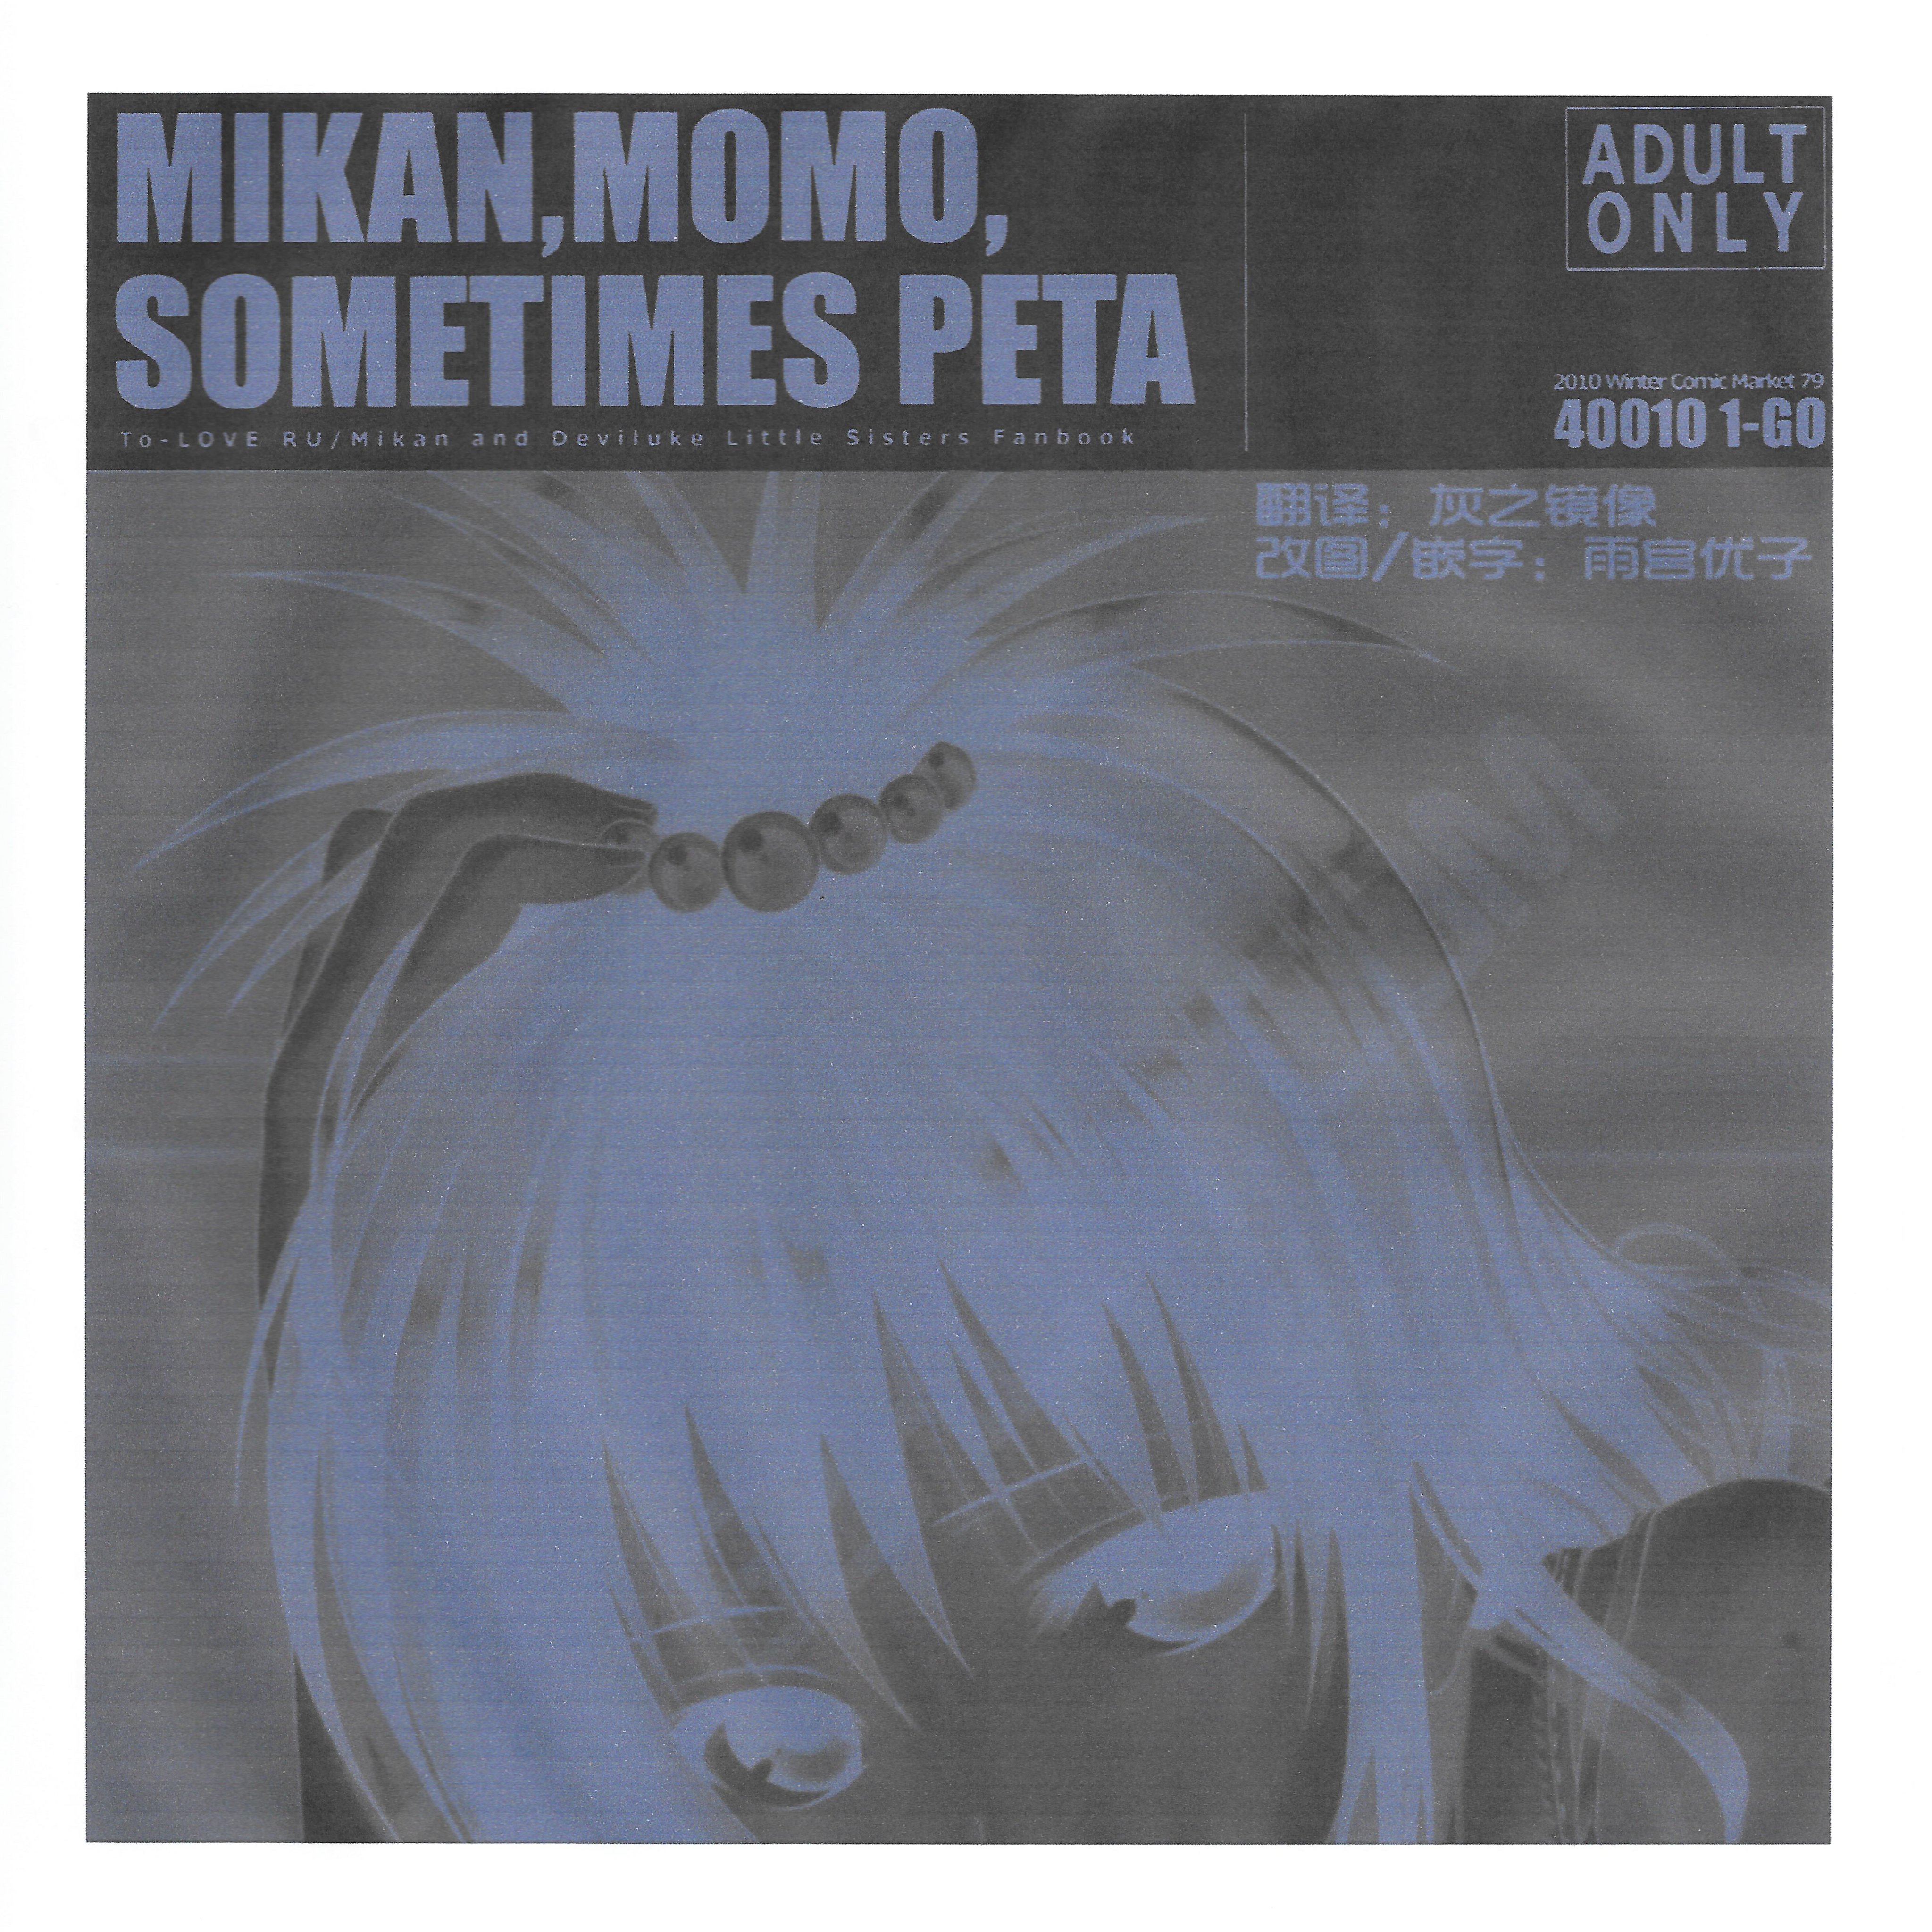 MIKAN,MOMO,
SOMETIMES PETA
To-LOVE RU/Mikan and Deviluke Little Sisters Fanbook
ADULT
ONLY
2010 Winter Comic Market 79
40010 1-GO
翻译：灰之镜像
改图/嵌字：雨宫优子